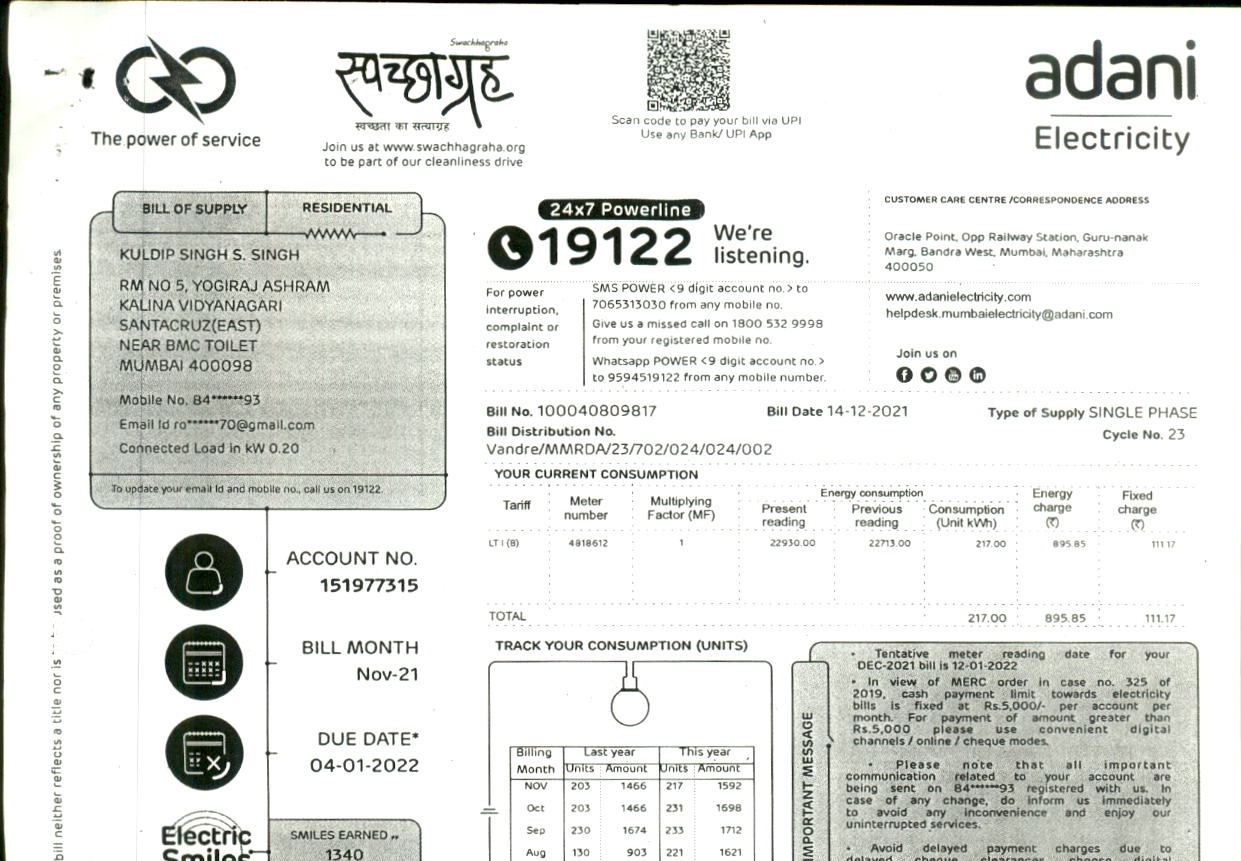 Swachhagraha
स्वच्छाग्रह
स्वच्छता का सत्याग्रह
Join us at www.swachhagraha.org
to be part of our cleanliness drive
The power of service
Scan code to pay your bill via UPI
Use any Bank/ UPI App
adani
Electricity
BILL OF SUPPLY RESIDENTIAL
KULDIP SINGH S. SINGH
RM NO 5, YOGIRAJ ASHRAM
KALINA VIDYANAGARI
SANTACRUZ(EAST)
NEAR BMC TOILET
MUMBAI 400098
Mobile No. 84******93
Email Id ro******70@gmail.com
Connected Load in kW 0.20
To update your email Id and mobile no., call us on 19122.
24x7 Powerline
19122 We're
listening.
For power
interruption,
complaint or
restoration
status
SMS POWER <9 digit account no.> to
7065313030 from any mobile no.
Give us a missed call on 1800 532 9998
from your registered mobile no.
Whatsapp POWER <9 digit account no.>
to 9594519122 from any mobile number.
CUSTOMER CARE CENTRE /CORRESPONDENCE ADDRESS
Oracle Point, Opp Railway Station, Guru-nanak
Marg, Bandra West, Mumbai, Maharashtra
400050
www.adanielectricity.com
helpdesk.mumbaielectricity@adani.com
Join us on
Bill No. 100040809817 Bill Date 14-12-2021 Type of Supply SINGLE PHASE
Bill Distribution No. Cycle No. 23
Vandre/MMRDA/23/702/024/024/002
YOUR CURRENT CONSUMPTION
Tariff Meter number Multiplying Factor (MF) Energy consumption Present reading Previous reading Consumption (Unit kWh) Energy charge (₹) Fixed charge (₹)
LT I (B) 4818612 1 22930.00 22713.00 217.00 895.85 111.17
TOTAL 217.00 895.85 111.17
ACCOUNT NO.
151977315
BILL MONTH
Nov-21
DUE DATE*
04-01-2022
Electric
Smiles
SMILES EARNED
1340
TRACK YOUR CONSUMPTION (UNITS)
Billing Last year This year
Month Units Amount Units Amount
NOV 203 1466 217 1592
Oct 203 1466 231 1698
Sep 230 1674 233 1712
Aug 130 903 221 1621
IMPORTANT MESSAGE
• Tentative meter reading date for your
DEC-2021 bill is 12-01-2022
• In view of MERC order in case no. 325 of
2019, cash payment limit towards electricity
bills is fixed at Rs.5,000/- per account per
month. For payment of amount greater than
Rs.5,000 please use convenient digital
channels / online / cheque modes.
• Please note that all important
communication related to your account are
being sent on 84******93 registered with us. In
case of any change, do inform us immediately
to avoid any inconvenience and enjoy our
uninterrupted services.
• Avoid delayed payment charges due to
bill neither reflects a title nor is used as a proof of ownership of any property or premises